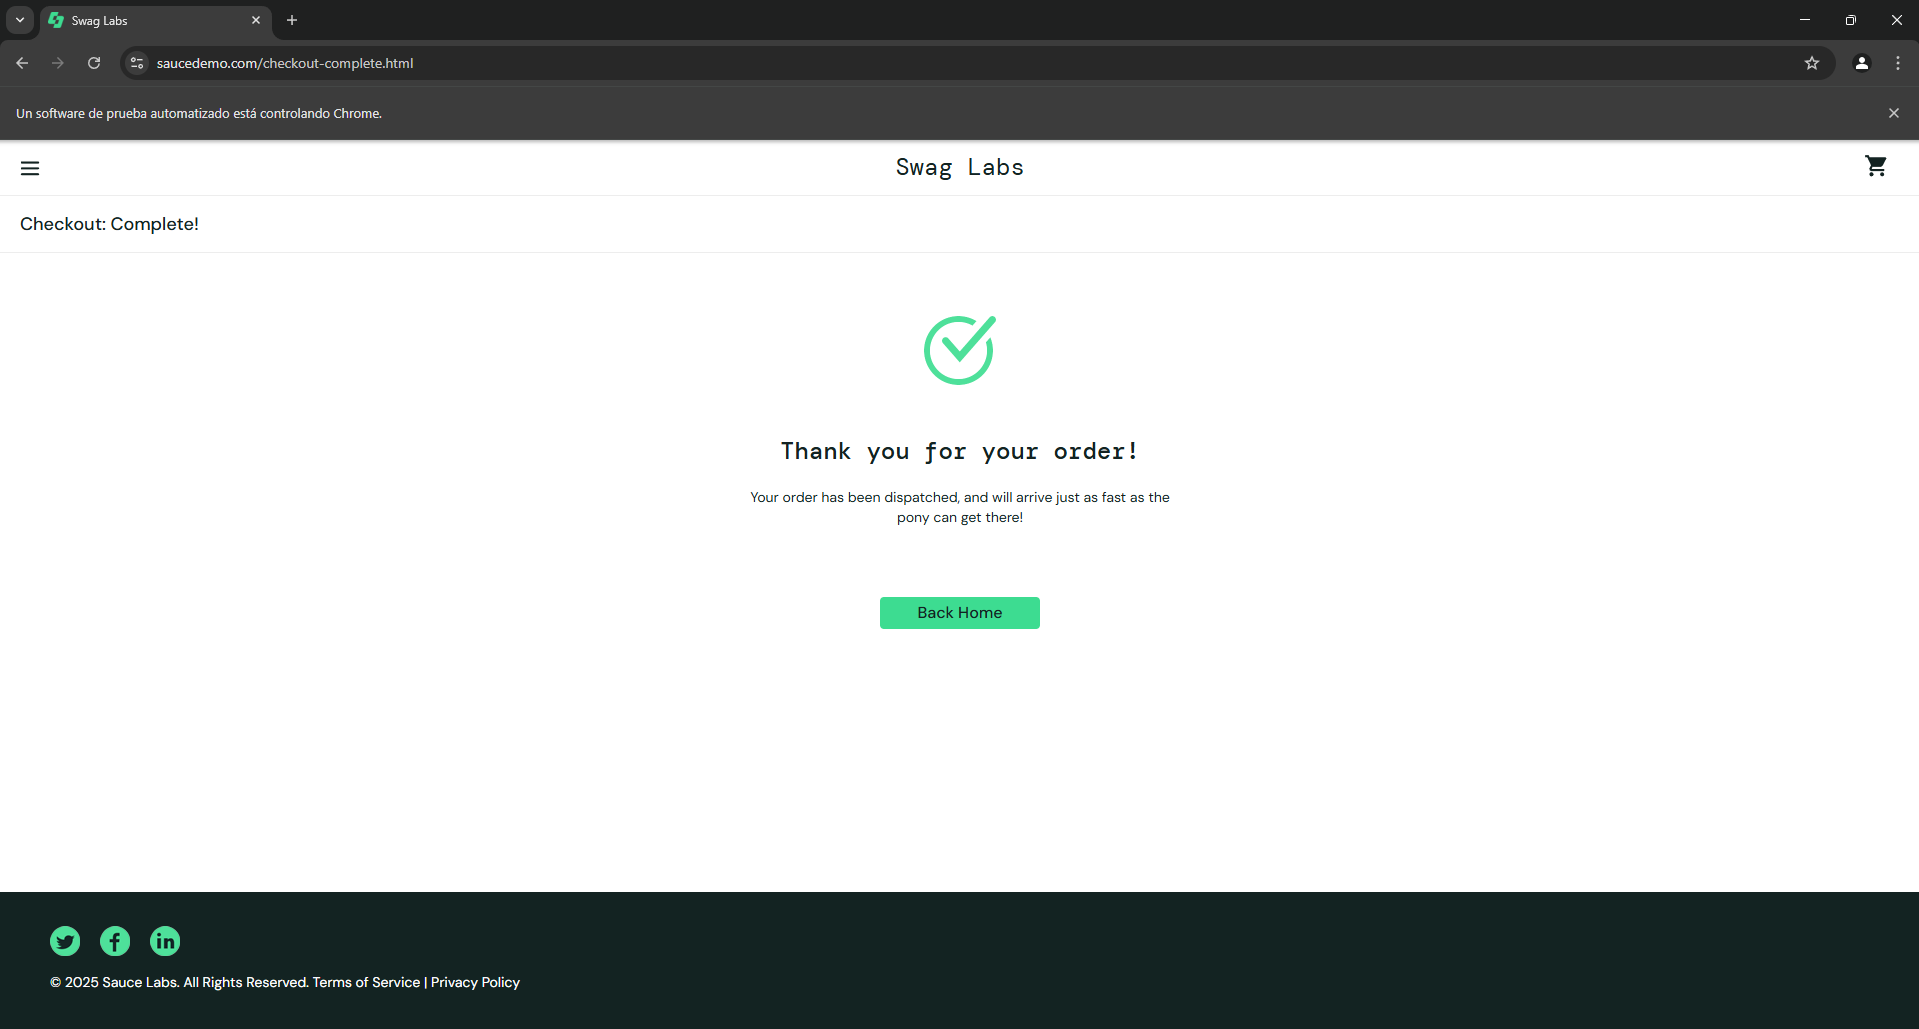 Swag Labs
saucedemo.com/checkout-complete.html
Un software de prueba automatizado está controlando Chrome.
Swag Labs
Checkout: Complete!
Thank you for your order!
Your order has been dispatched, and will arrive just as fast as the
pony can get there!
Back Home
© 2025 Sauce Labs. All Rights Reserved. Terms of Service | Privacy Policy